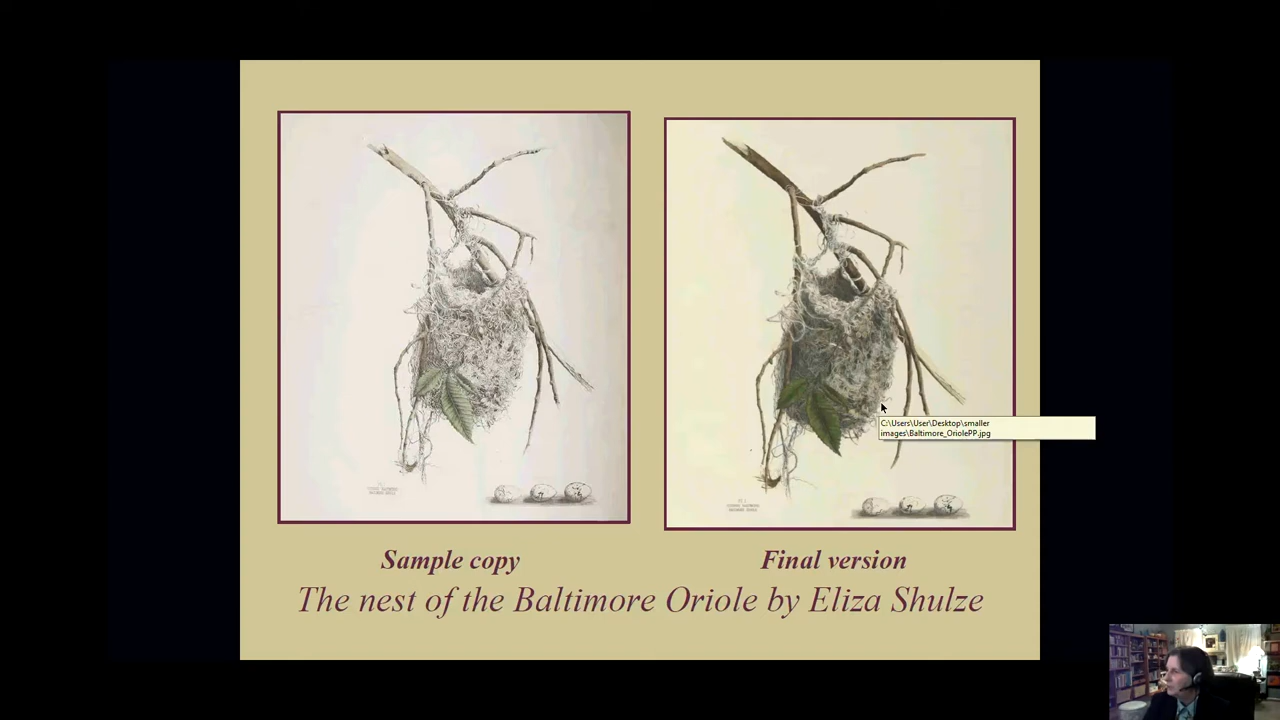 C:\Users\User\Desktop\smaller
images\Baltimore_OriolePP.jpg
Sample copy
Final version
The nest of the Baltimore Oriole by Eliza Shulze